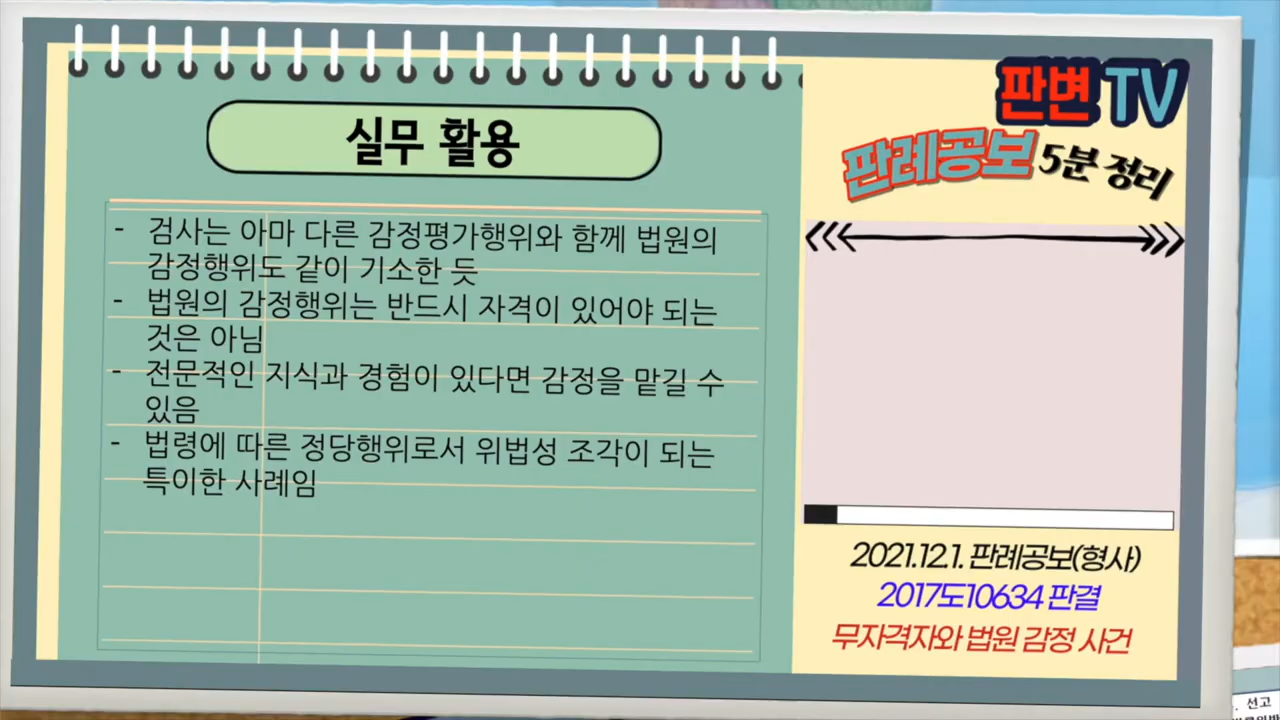 실무 활용
- 검사는 아마 다른 감정평가행위와 함께 법원의
감정행위도 같이 기소한 듯
- 법원의 감정행위는 반드시 자격이 있어야 되는
것은 아님
- 전문적인 지식과 경험이 있다면 감정을 맡길 수
있음
- 법령에 따른 정당행위로서 위법성 조각이 되는
특이한 사례임
판변 TV
판례공보 5분 정리
2021.12.1. 판례공보(형사)
2017도10634 판결
무자격자와 법원 감정 사건
. 선고